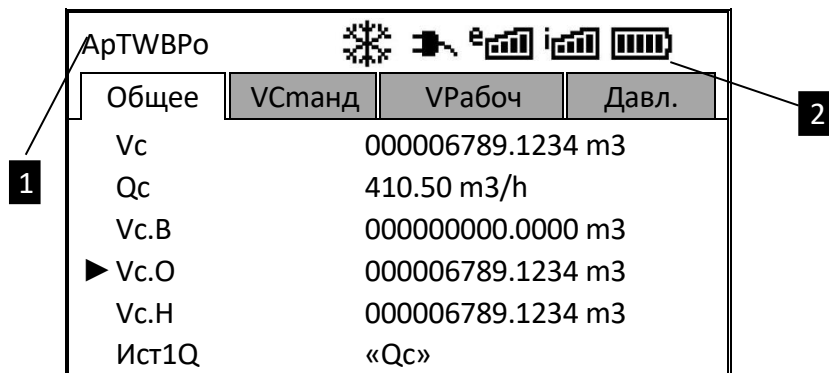 ApTWBPo e i
Общее VСтанд VРабоч Давл.
2
Vc 000006789.1234 m3
1
Qc 410.50 m3/h
Vc.B 000000000.0000 m3
►Vc.O 000006789.1234 m3
Vc.H 000006789.1234 m3
Ист1Q «Qc»